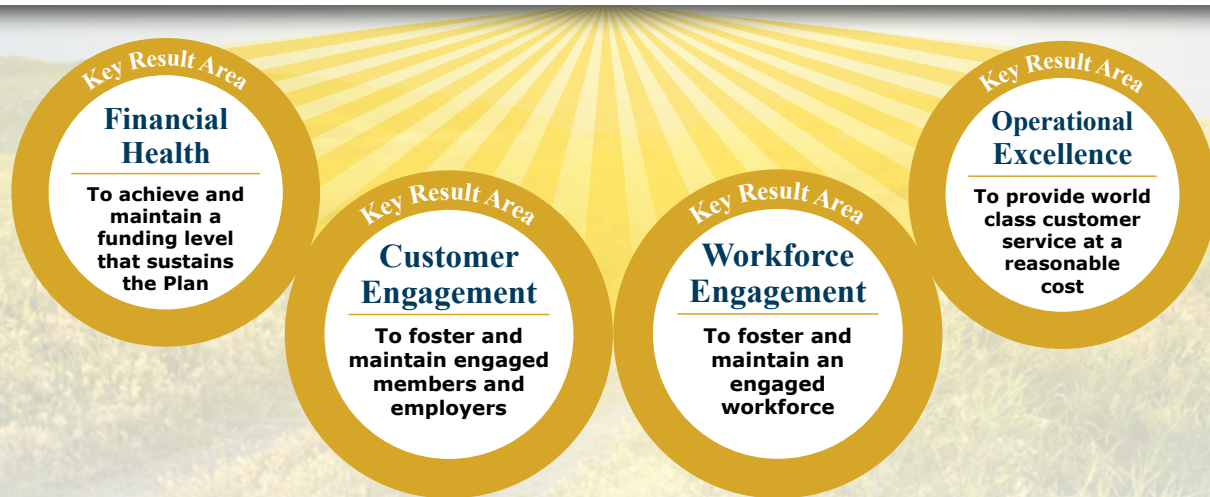 Key Result Area
Financial
Health
To achieve and
maintain a
funding level
that sustains
the Plan
Key Result Area
Customer
Engagement
To foster and
maintain engaged
members and
employers
Key Result Area
Workforce
Engagement
To foster and
maintain an
engaged
workforce
Key Result Area
Operational
Excellence
To provide world
class customer
service at a
reasonable
cost